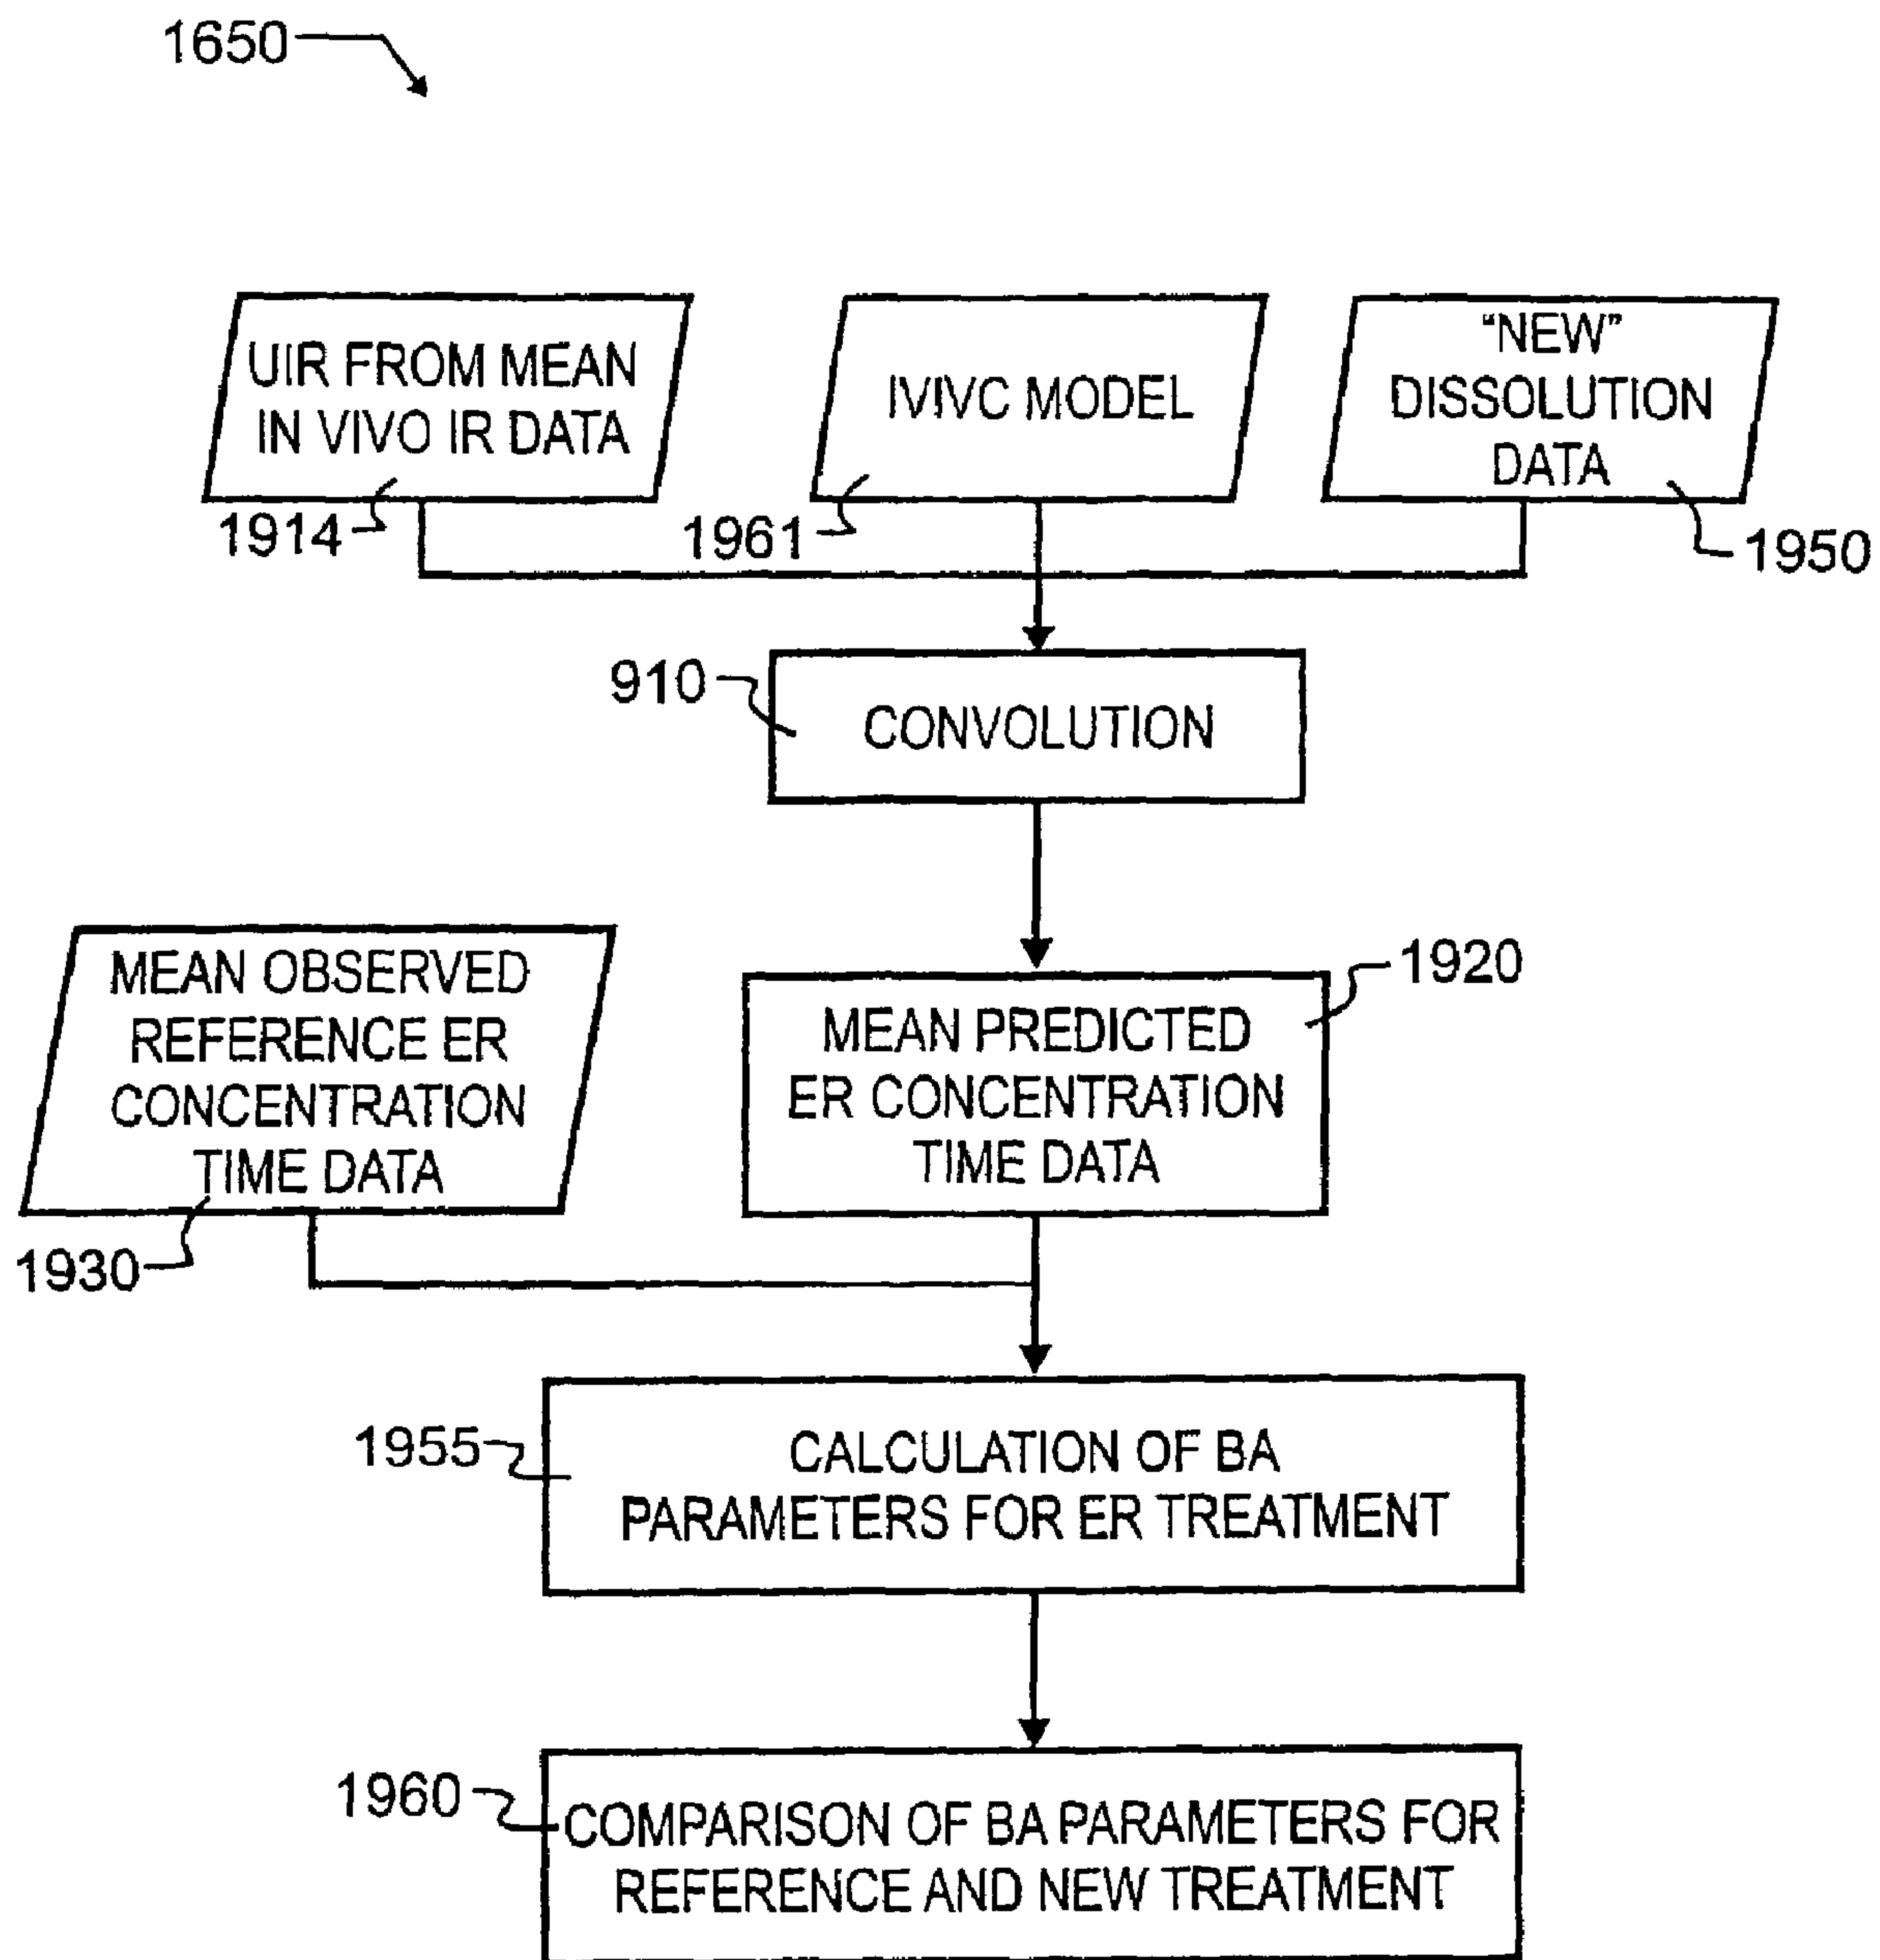 1650
UIR FROM MEAN
IN VIVO IR DATA
1914
IVIVC MODEL
1961
“NEW”
DISSOLUTION
DATA
1950
910
CONVOLUTION
MEAN OBSERVED
REFERENCE ER
CONCENTRATION
TIME DATA
1930
MEAN PREDICTED
ER CONCENTRATION
TIME DATA
1920
1955
CALCULATION OF BA
PARAMETERS FOR ER TREATMENT
1960
COMPARISON OF BA PARAMETERS FOR
REFERENCE AND NEW TREATMENT